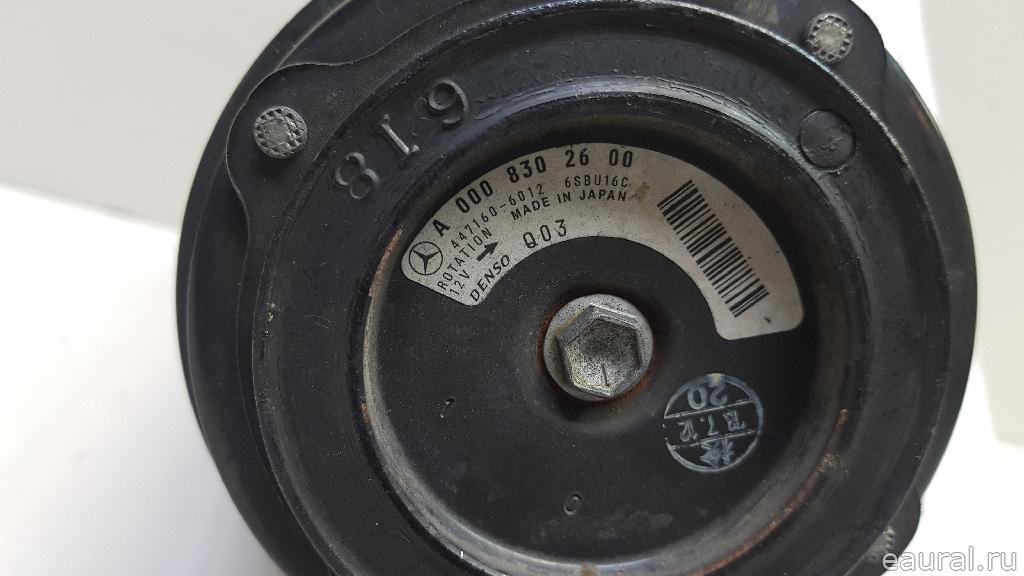 819
A 000 830 26 00
447160-6012 6SBU16C
ROTATION MADE IN JAPAN
12V
DENSO Q03
20
13.7.12
eaural.ru